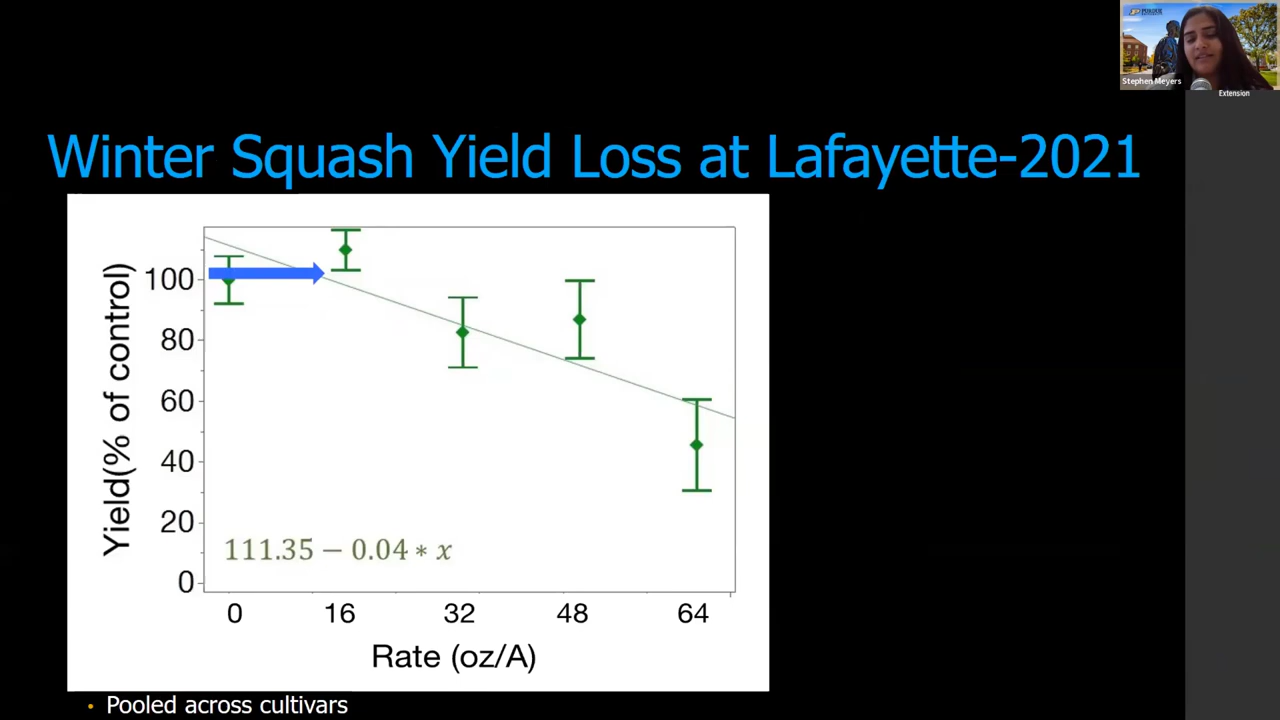 PURDUE
Stephen Meyers
Extension
Winter Squash Yield Loss at Lafayette-2021
Yield(% of control)
100
80
60
40
20
0
111.35 − 0.04 ∗ x
0 16 32 48 64
Rate (oz/A)
• Pooled across cultivars